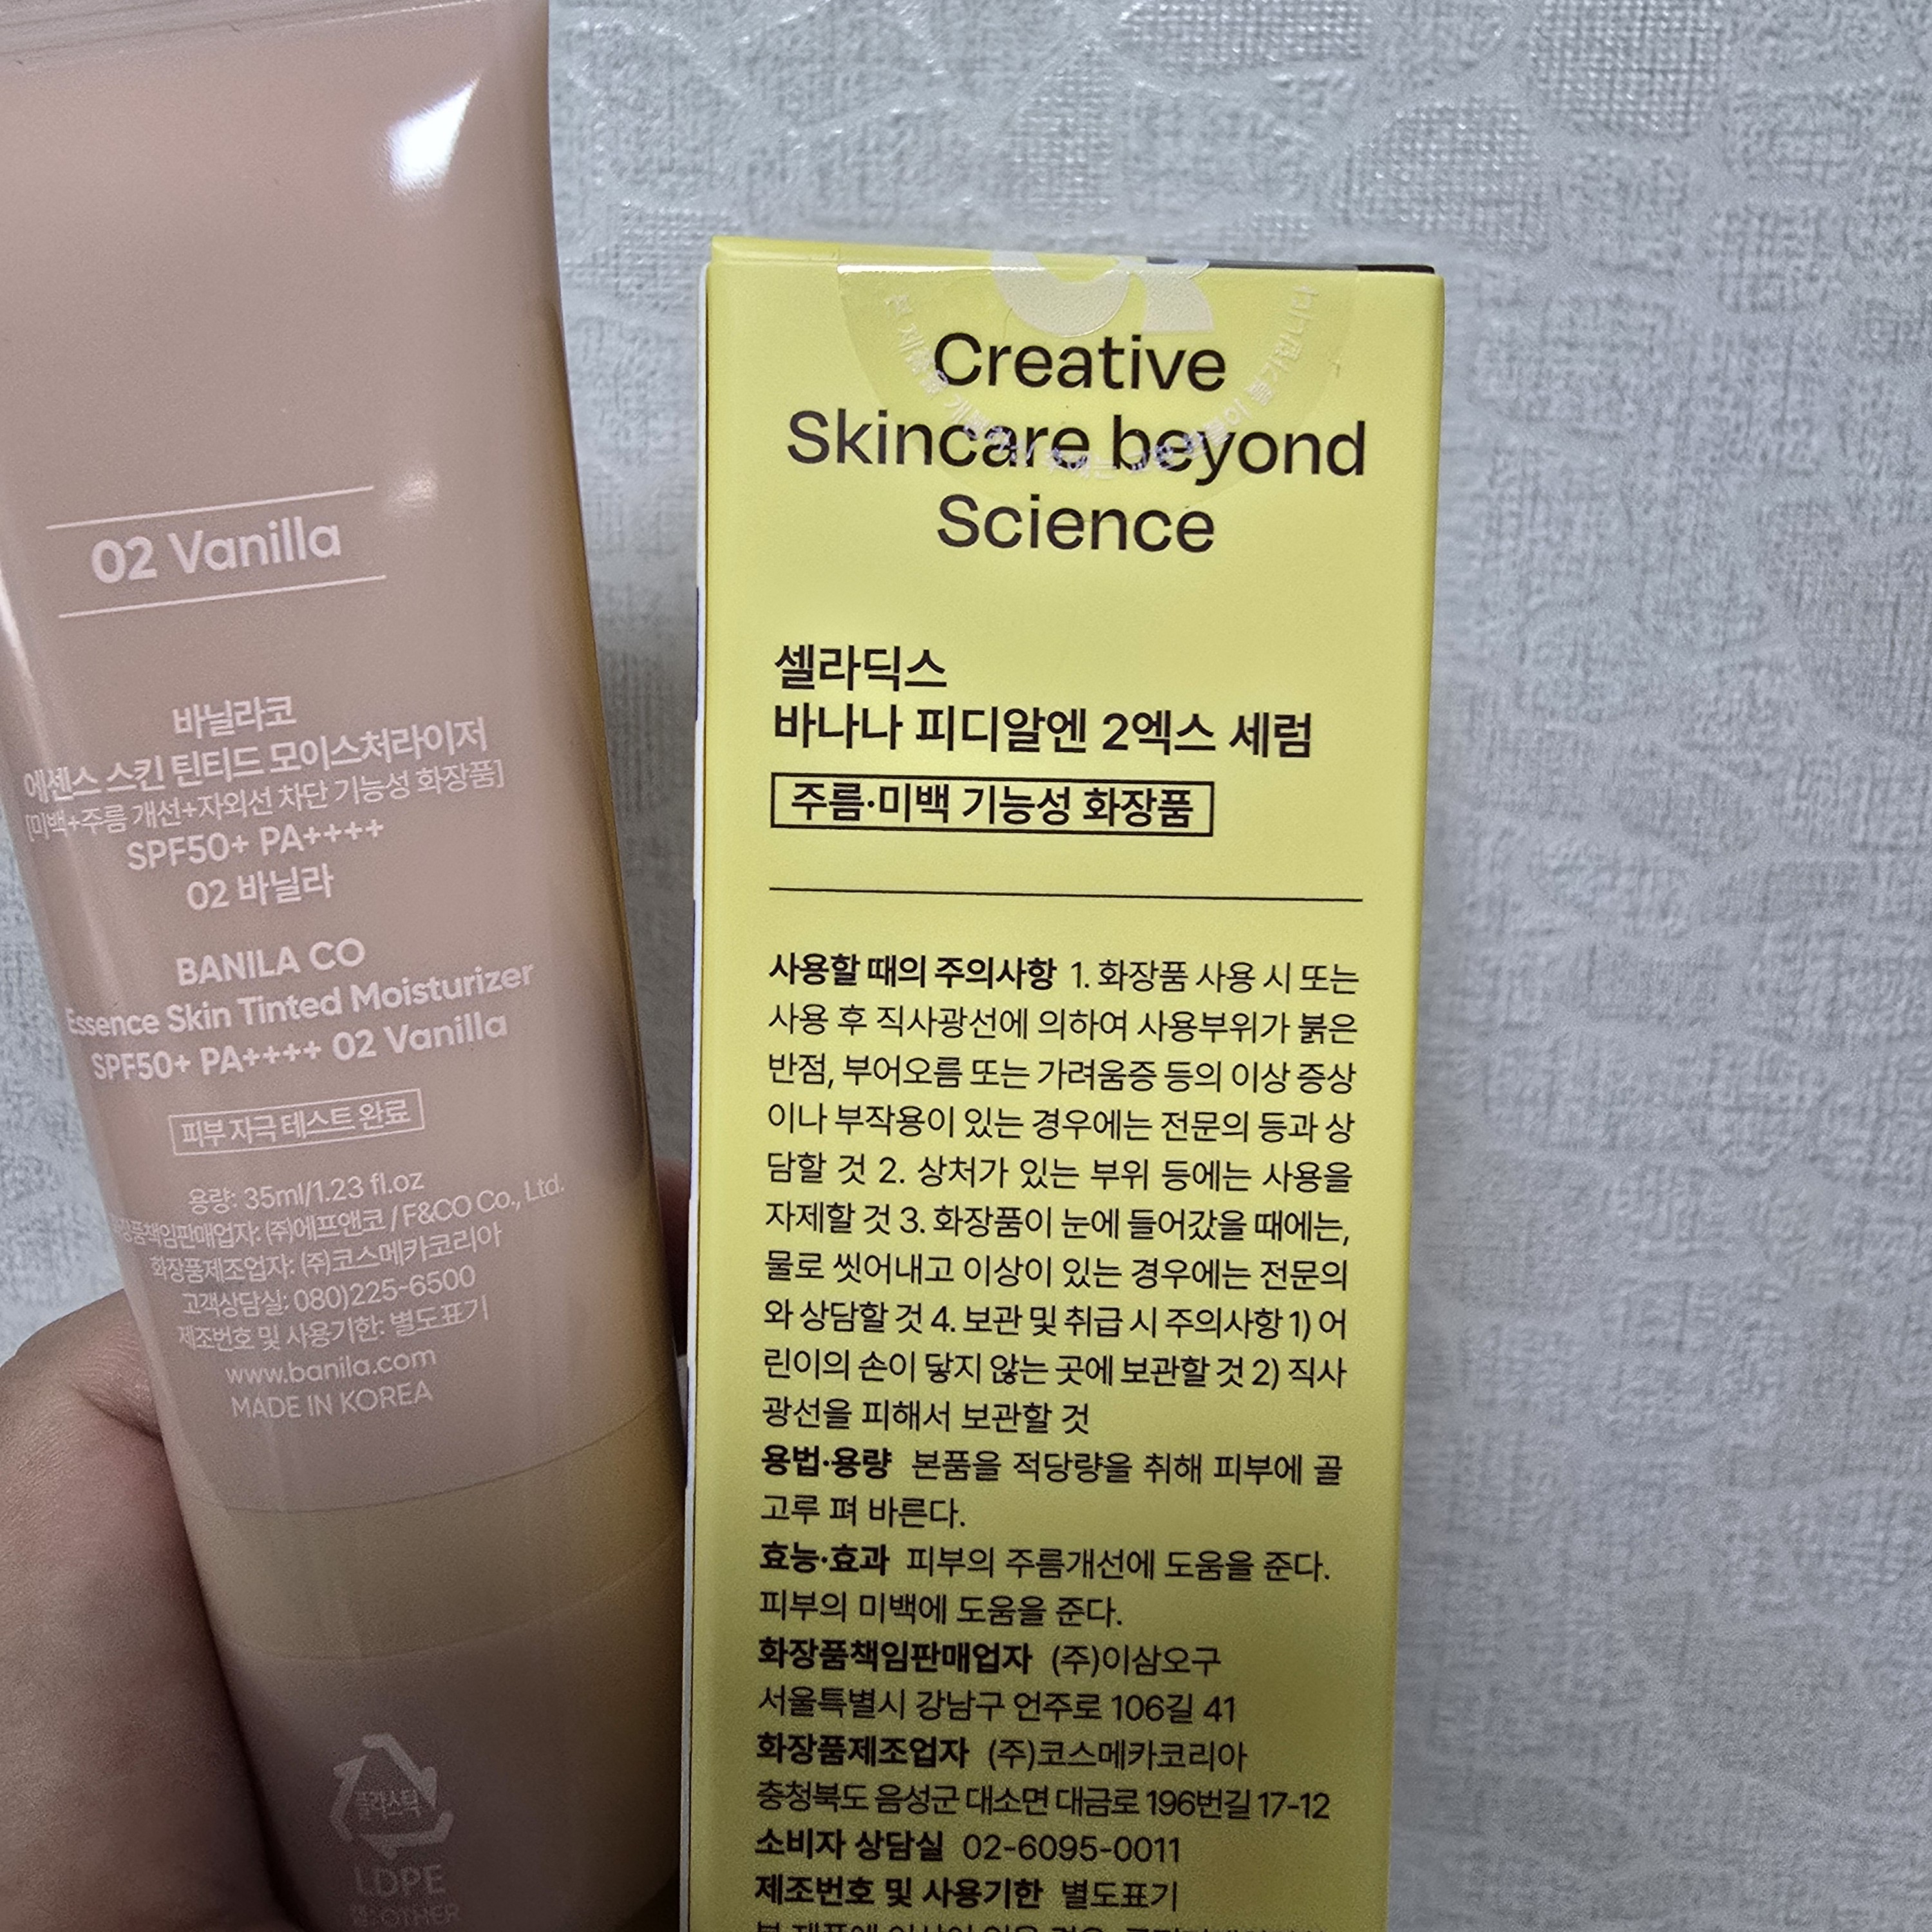 02 Vanilla
바닐라코
에센스 스킨 틴티드 모이스처라이저
[미백+주름 개선+자외선 차단 기능성 화장품]
SPF50+ PA++++
02 바닐라
BANILA CO
Essence Skin Tinted Moisturizer
SPF50+ PA++++ 02 Vanilla
피부 자극 테스트 완료
용량: 35ml/1.23 fl.oz
화장품책임판매업자: (주)에프앤코 / F&CO Co., Ltd.
화장품제조업자: (주)코스메카코리아
고객상담실: 080)225-6500
제조번호 및 사용기한: 별도표기
www.banila.com
MADE IN KOREA
플라스틱
LDPE
OTHER
Creative
Skincare beyond
Science
셀라딕스
바나나 피디알엔 2엑스 세럼
주름·미백 기능성 화장품
사용할 때의 주의사항 1. 화장품 사용 시 또는
사용 후 직사광선에 의하여 사용부위가 붉은
반점, 부어오름 또는 가려움증 등의 이상 증상
이나 부작용이 있는 경우에는 전문의 등과 상
담할 것 2. 상처가 있는 부위 등에는 사용을
자제할 것 3. 화장품이 눈에 들어갔을 때에는,
물로 씻어내고 이상이 있는 경우에는 전문의
와 상담할 것 4. 보관 및 취급 시 주의사항 1) 어
린이의 손이 닿지 않는 곳에 보관할 것 2) 직사
광선을 피해서 보관할 것
용법·용량 본품을 적당량을 취해 피부에 골
고루 펴 바른다.
효능·효과 피부의 주름개선에 도움을 준다.
피부의 미백에 도움을 준다.
화장품책임판매업자 (주)이삼오구
서울특별시 강남구 언주로 106길 41
화장품제조업자 (주)코스메카코리아
충청북도 음성군 대소면 대금로 196번길 17-12
소비자 상담실 02-6095-0011
제조번호 및 사용기한 별도표기